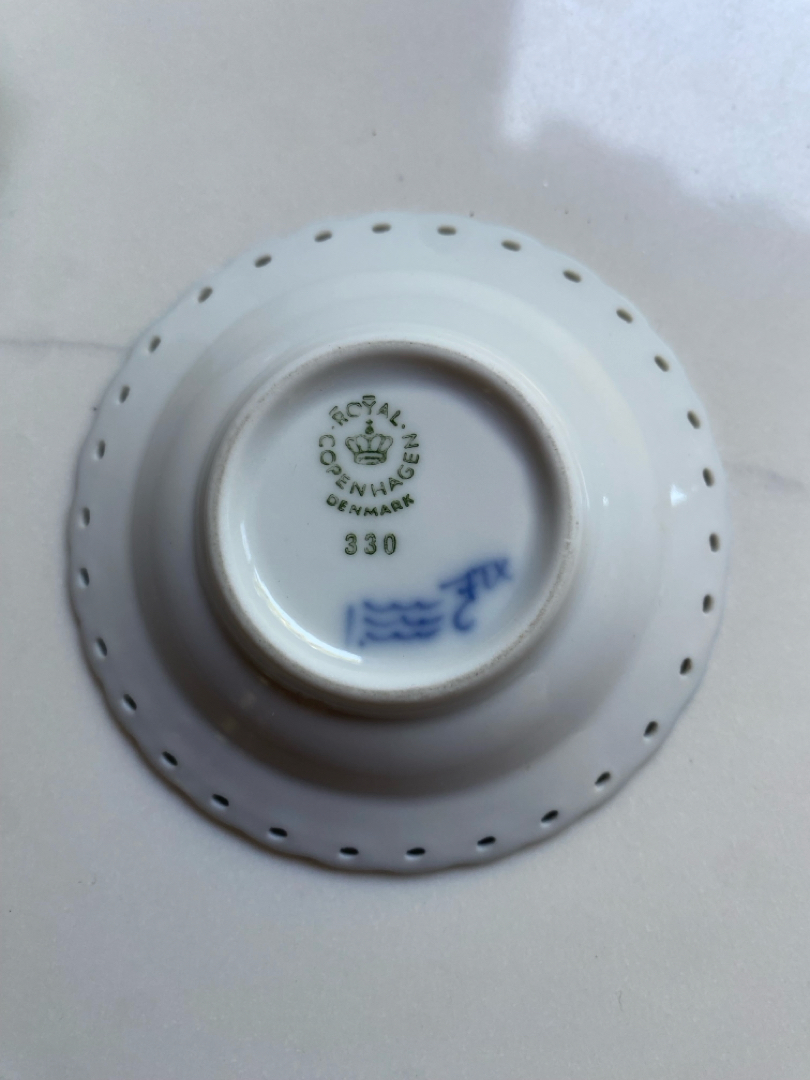 ROYAL
COPENHAGEN
DENMARK
330